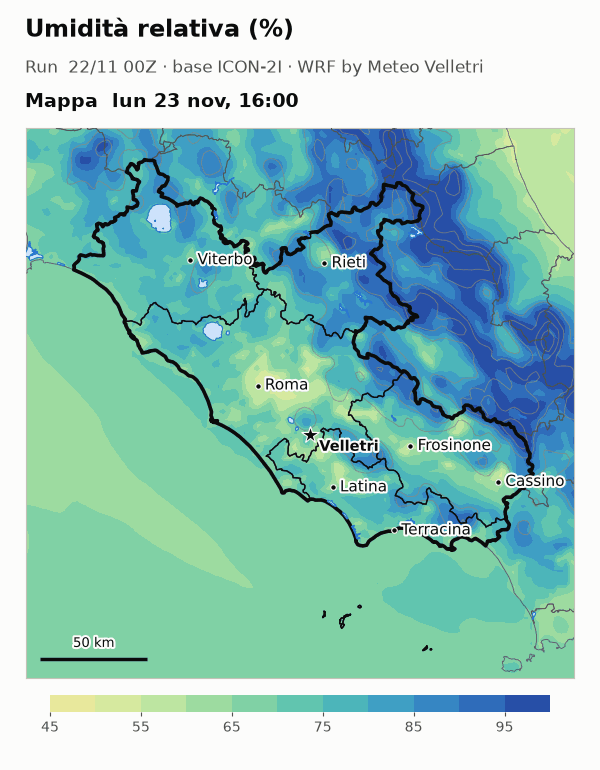 Umidità relativa (%)
Run  22/11 00Z · base ICON-2I · WRF by Meteo Velletri
Mappa  lun 23 nov, 16:00
Viterbo
Rieti
Roma
Velletri
Frosinone
Cassino
Latina
Terracina
50 km
45 55 65 75 85 95